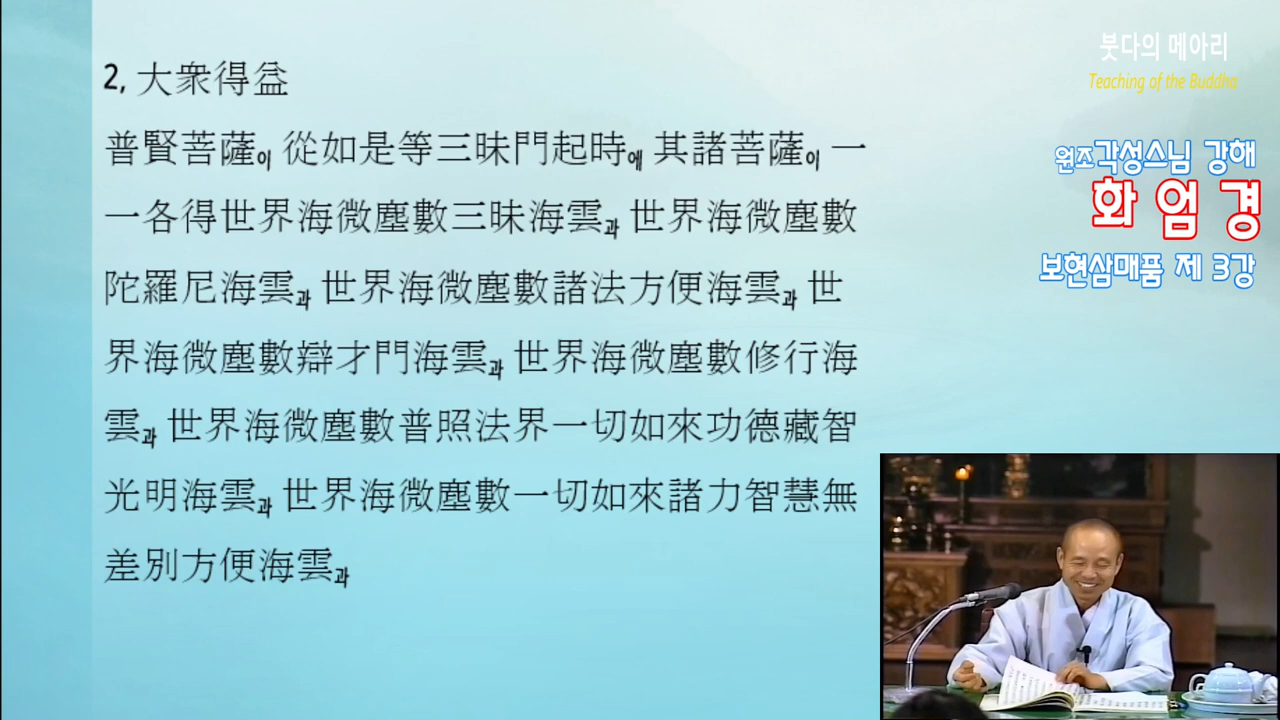 2, 大衆得益
普賢菩薩이 從如是等三昧門起時에 其諸菩薩이 一
一各得世界海微塵數三昧海雲과 世界海微塵數
陀羅尼海雲과 世界海微塵數諸法方便海雲과 世
界海微塵數辯才門海雲과 世界海微塵數修行海
雲과 世界海微塵數普照法界一切如來功德藏智
光明海雲과 世界海微塵數一切如來諸力智慧無
差別方便海雲과
붓다의 메아리
Teaching of the Buddha
원조각성스님 강해
화엄경
보현삼매품 제 3강